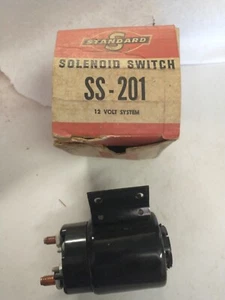 STANDARD
SOLENOID SWITCH
SS-201
12 VOLT SYSTEM